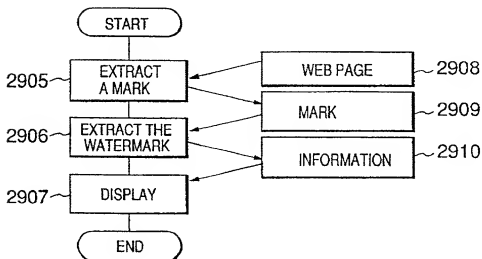 START
2905
EXTRACT
A MARK
WEB PAGE
2908
2906
EXTRACT THE
WATERMARK
MARK
2909
INFORMATION
2910
2907
DISPLAY
END